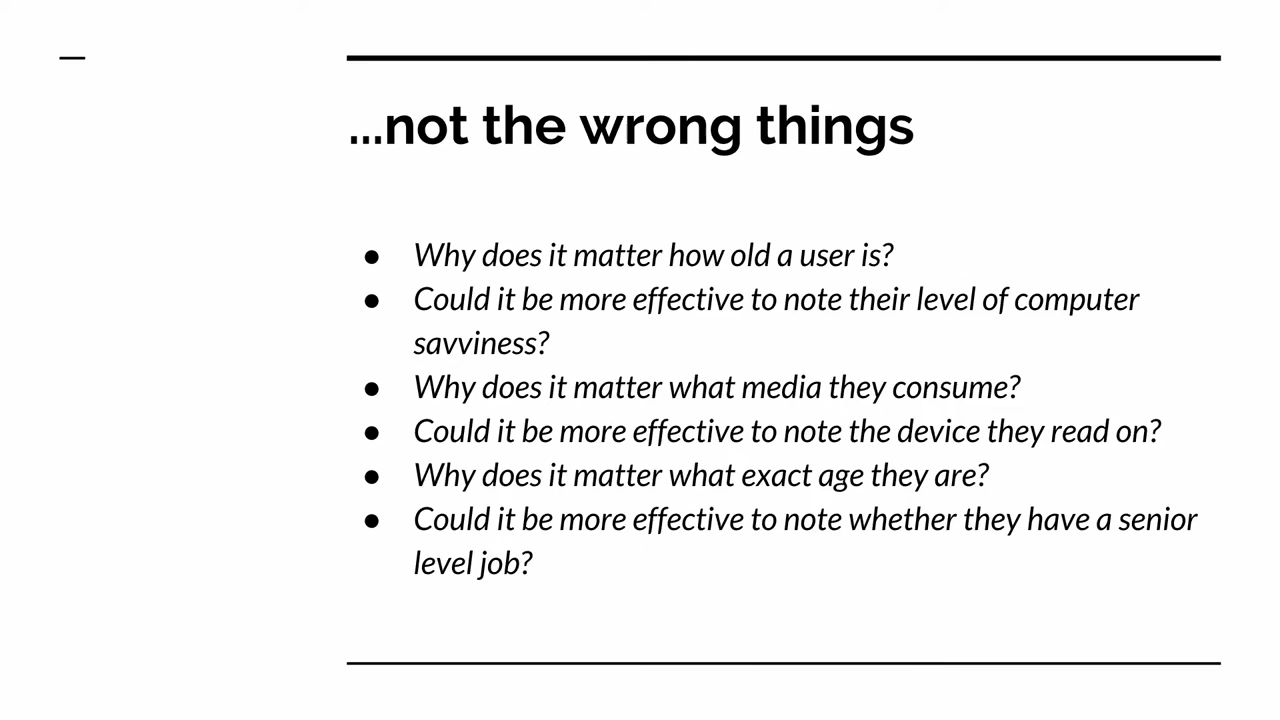 ...not the wrong things
● Why does it matter how old a user is?
● Could it be more effective to note their level of computer
savviness?
● Why does it matter what media they consume?
● Could it be more effective to note the device they read on?
● Why does it matter what exact age they are?
● Could it be more effective to note whether they have a senior
level job?